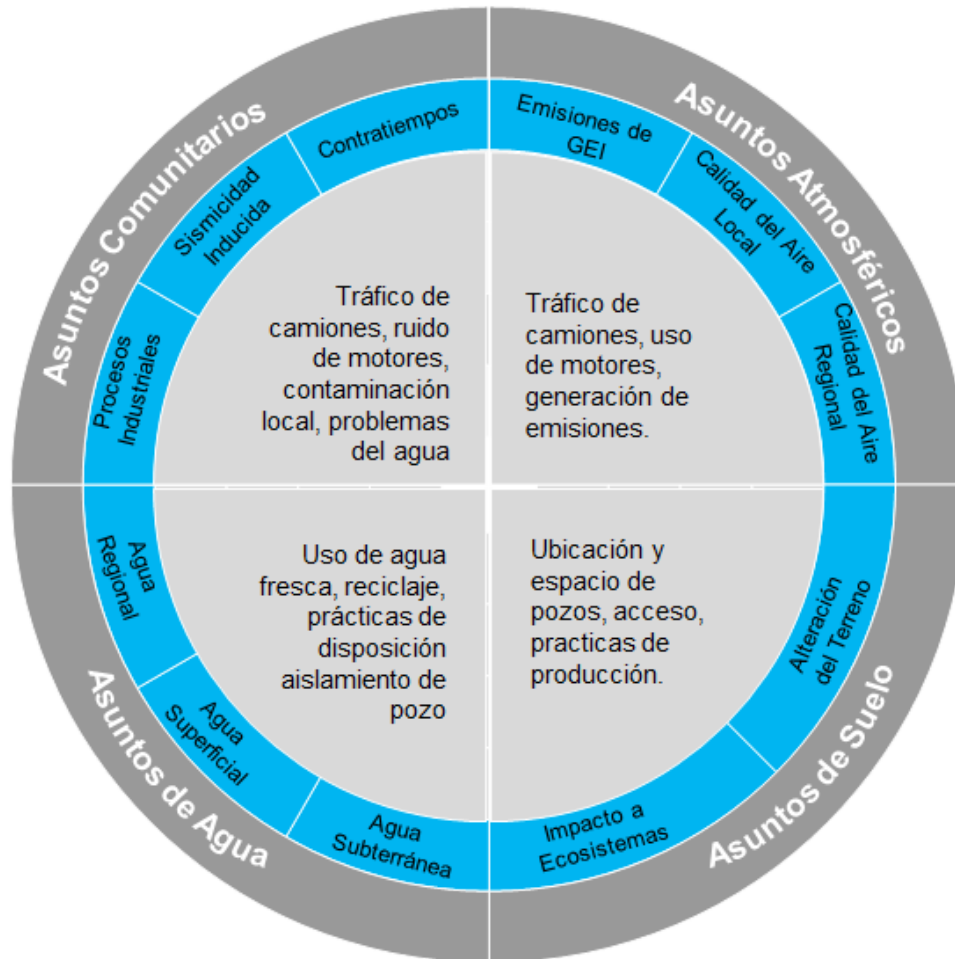 Asuntos Comunitarios
Procesos
Industriales
Sismicidad
Inducida
Contratiempos
Tráfico de
camiones, ruido
de motores,
contaminación
local, problemas
del agua
Asuntos Atmosféricos
Emisiones de
GEI
Calidad del Aire
Local
Calidad del Aire
Regional
Tráfico de
camiones, uso
de motores,
generación de
emisiones.
Asuntos de Agua
Agua
Regional
Agua
Superficial
Agua
Subterránea
Uso de agua
fresca, reciclaje,
prácticas de
disposición
aislamiento de
pozo
Asuntos de Suelo
Alteración
del Terreno
Impacto a
Ecosistemas
Ubicación y
espacio de
pozos, acceso,
practicas de
producción.